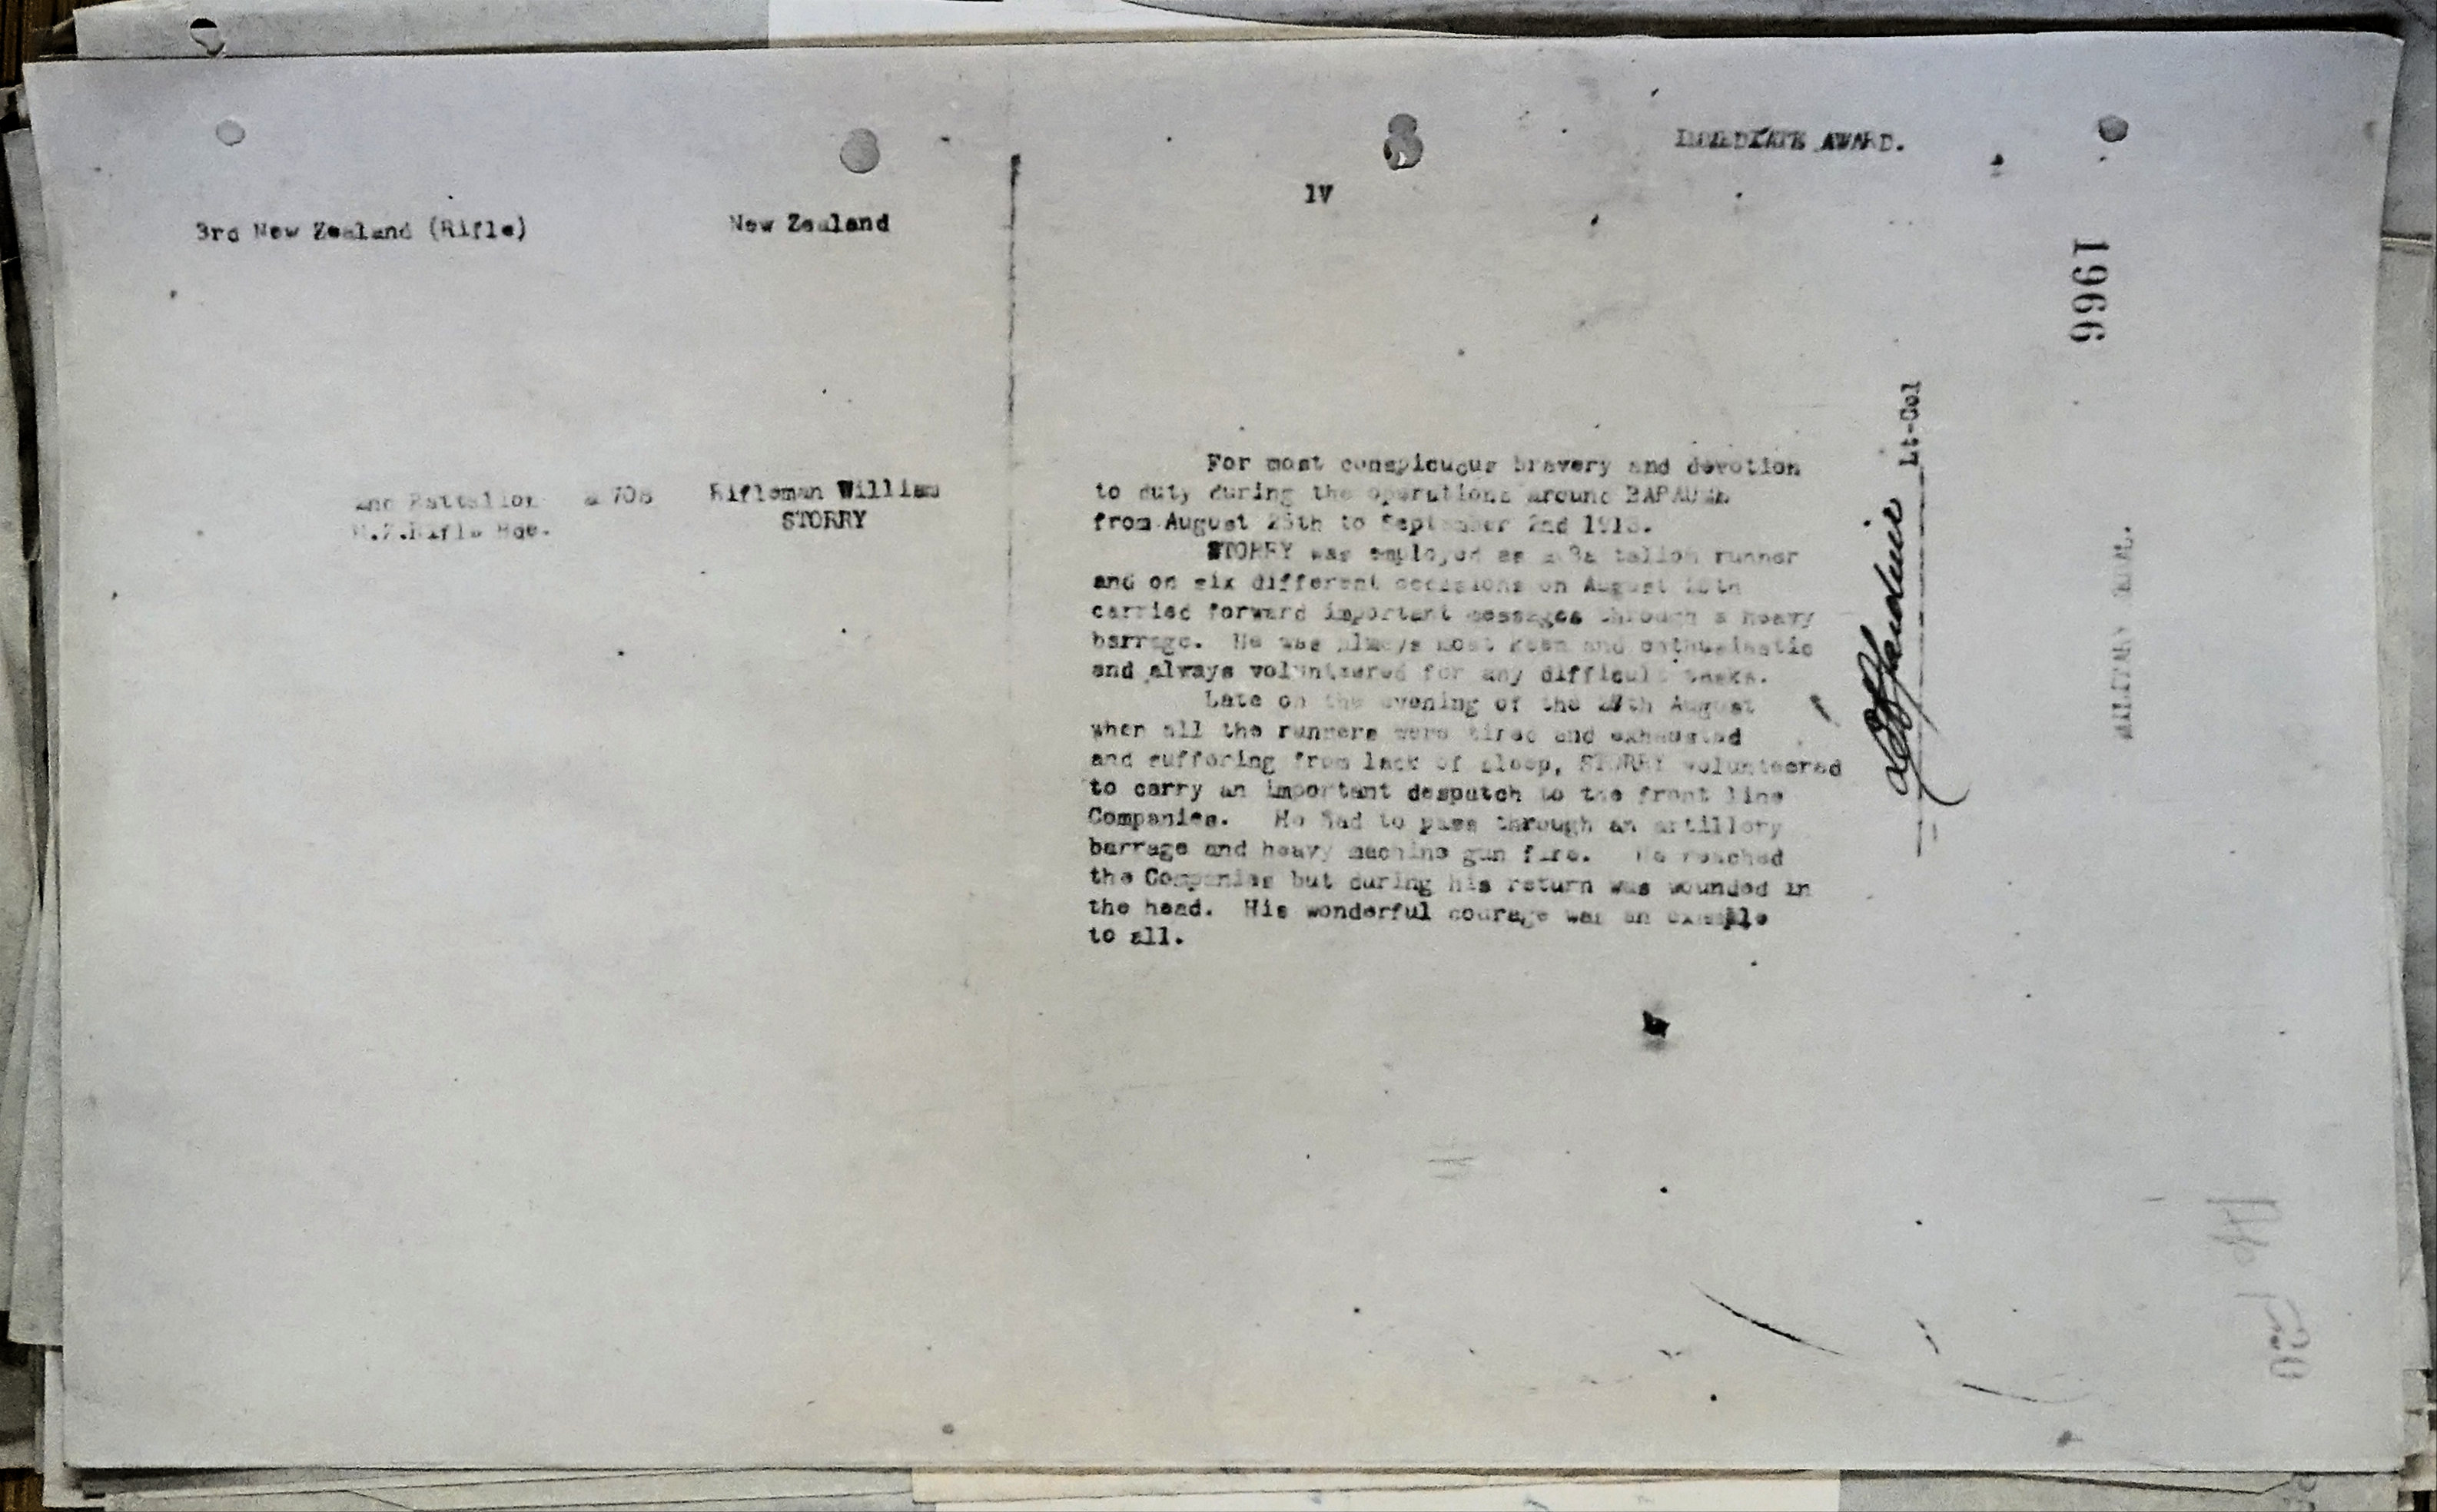 IMMEDIATE AWARD.
1V
3rd New Zealand (Rifle) New Zealand
1966
Lt-Col
2nd Battalion 708 Rifleman William
N.Z.Rifle Bde. STORRY
For most conspicuous bravery and devotion
to duty during the operations around BAPAUME
from August 25th to September 2nd 1918.
STORRY was employed as a Battalion runner
and on six different occasions on August
carried forward important messages through a heavy
barrage. He was always most keen and enthusiastic
and always volunteered for any difficult tasks.
Late on the evening of the August
when all the runners were tired and exhausted
and suffering from lack of sleep, STORRY volunteered
to carry an important despatch to the front line
Companies. He had to pass through an artillery
barrage and heavy machine gun fire. He reached
the Companies but during his return was wounded in
the head. His wonderful courage was an example
to all.
MILITARY MEDAL.